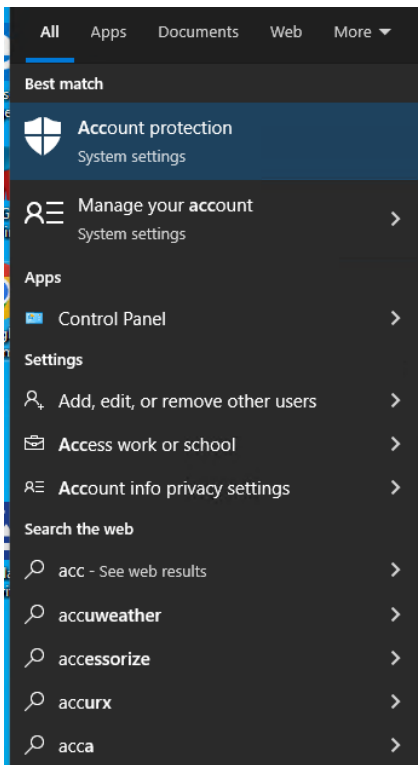 All Apps Documents Web More
Best match
Account protection
System settings
Manage your account
System settings
Apps
Control Panel
Settings
Add, edit, or remove other users
Access work or school
Account info privacy settings
Search the web
acc - See web results
accuweather
accessorize
accurx
acca